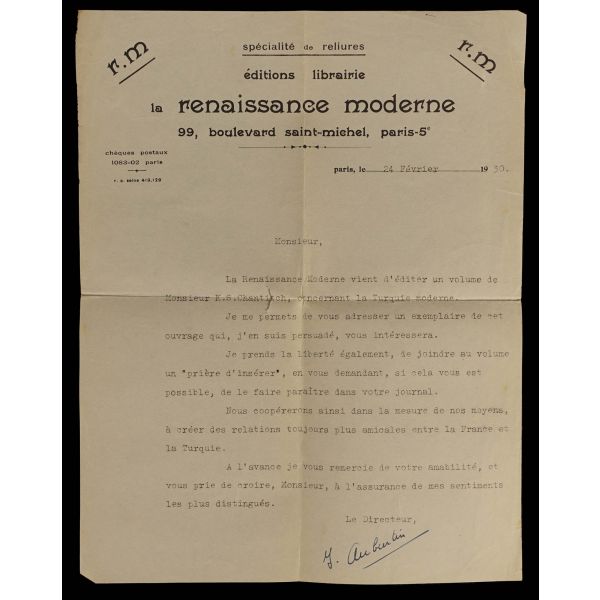 r.m
r.m
spécialité de reliures
éditions librairie
la renaissance moderne
99, boulevard saint-michel, paris-5e
chèques postaux
1083-02 paris
r. c. seine 415,129
paris, le 24 Février 1930.
Monsieur,
La Renaissance Moderne vient d'éditer un volume de
Monsieur K.S.Chantitch, concernant la Turquie moderne.
Je me permets de vous adresser un exemplaire de cet
ouvrage qui, j'en suis persuadé, vous intéressera.
Je prends la liberté également, de joindre au volume
un "prière d'insérer", en vous demandant, si cela vous est
possible, de le faire paraître dans votre journal.
Nous coopérerons ainsi dans la mesure de nos moyens,
à créer des relations toujours plus amicales entre la France et
la Turquie.
A l'avance je vous remercie de votre amabilité, et
vous prie de croire, Monsieur, à l'assurance de mes sentiments
les plus distingués.
Le Directeur,